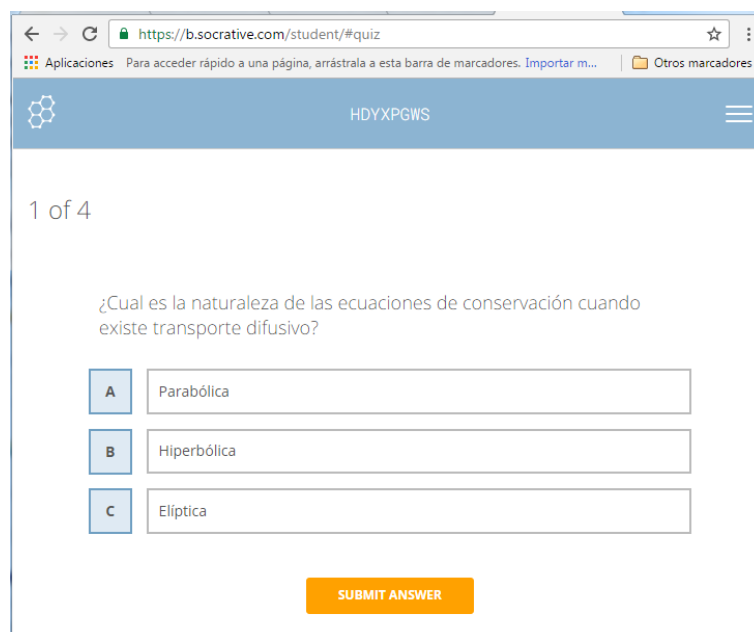 https://b.socrative.com/student/#quiz
Aplicaciones Para acceder rápido a una página, arrástrala a esta barra de marcadores. Importar m... Otros marcadores
HDYXPGWS
1 of 4
¿Cual es la naturaleza de las ecuaciones de conservación cuando
existe transporte difusivo?
A Parabólica
B Hiperbólica
C Elíptica
SUBMIT ANSWER